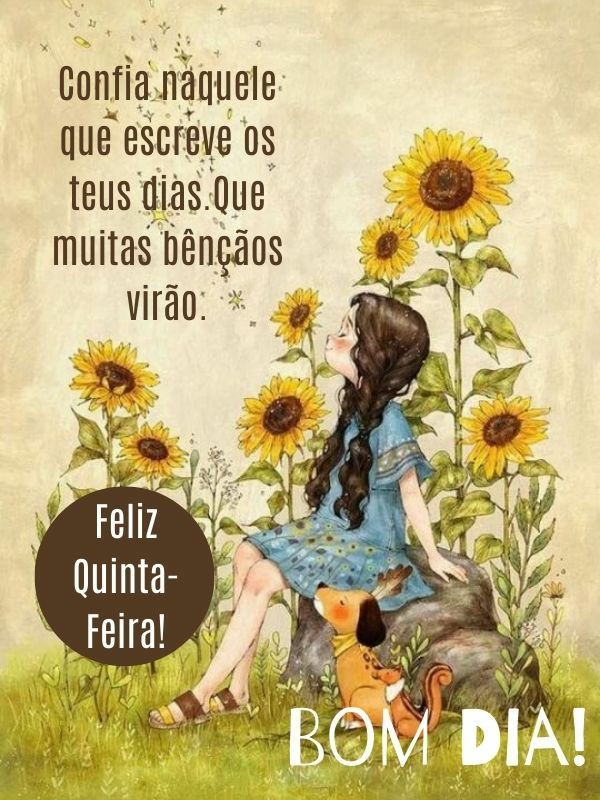 Confia naquele
que escreve os
teus dias.Que
muitas bênçãos
virão.
Feliz
Quinta-
Feira!
BOM DIA!